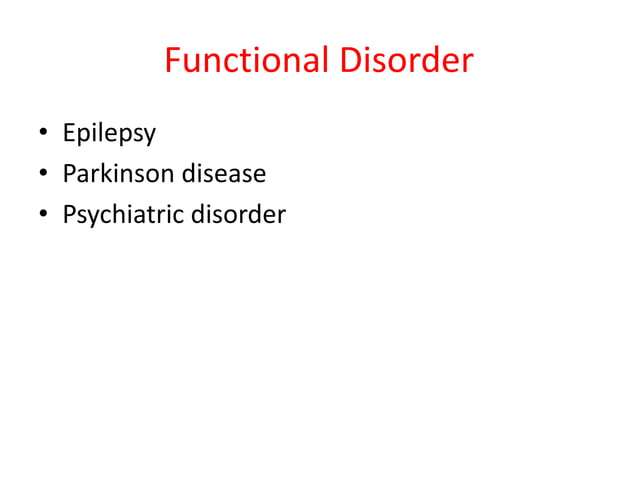 Functional Disorder
• Epilepsy
• Parkinson disease
• Psychiatric disorder